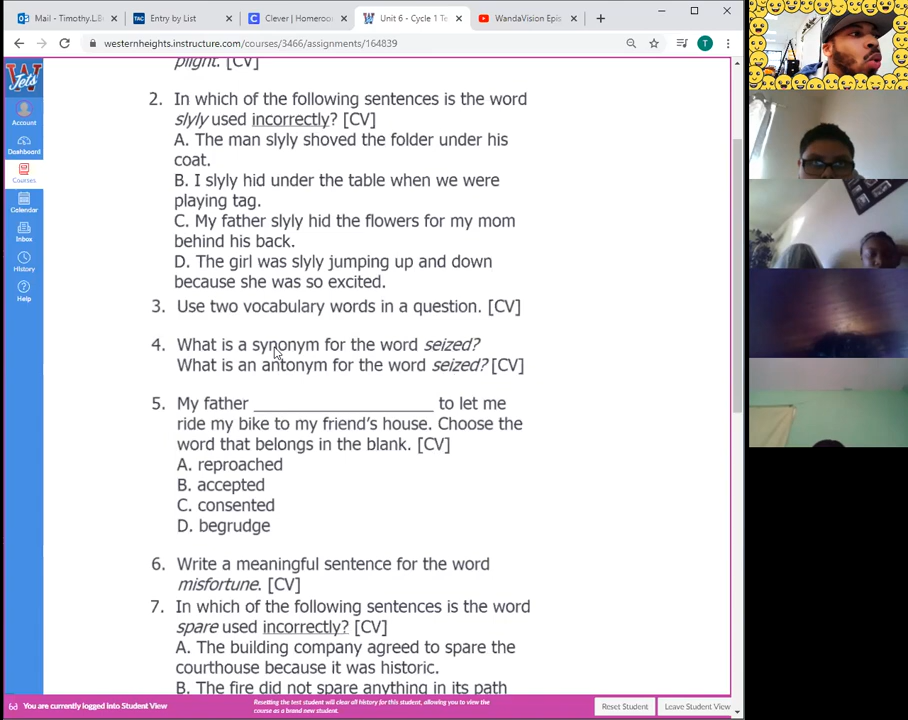 Mail - Timothy.L.B
Entry by List
Clever | Homeroo
Unit 6 - Cycle 1 Te
WandaVision Epis
westernheights.instructure.com/courses/3466/assignments/164839
T
Jets
Account
Dashboard
Courses
Calendar
Inbox
History
Help
plight. [CV]
2. In which of the following sentences is the word
slyly used incorrectly? [CV]
A. The man slyly shoved the folder under his
coat.
B. I slyly hid under the table when we were
playing tag.
C. My father slyly hid the flowers for my mom
behind his back.
D. The girl was slyly jumping up and down
because she was so excited.
3. Use two vocabulary words in a question. [CV]
4. What is a synonym for the word seized?
What is an antonym for the word seized? [CV]
5. My father ____________________ to let me
ride my bike to my friend's house. Choose the
word that belongs in the blank. [CV]
A. reproached
B. accepted
C. consented
D. begrudge
6. Write a meaningful sentence for the word
misfortune. [CV]
7. In which of the following sentences is the word
spare used incorrectly? [CV]
A. The building company agreed to spare the
courthouse because it was historic.
B. The fire did not spare anything in its path
You are currently logged into Student View
Resetting the test student will clear all history for this student, allowing you to view the
course as a brand new student.
Reset Student
Leave Student View